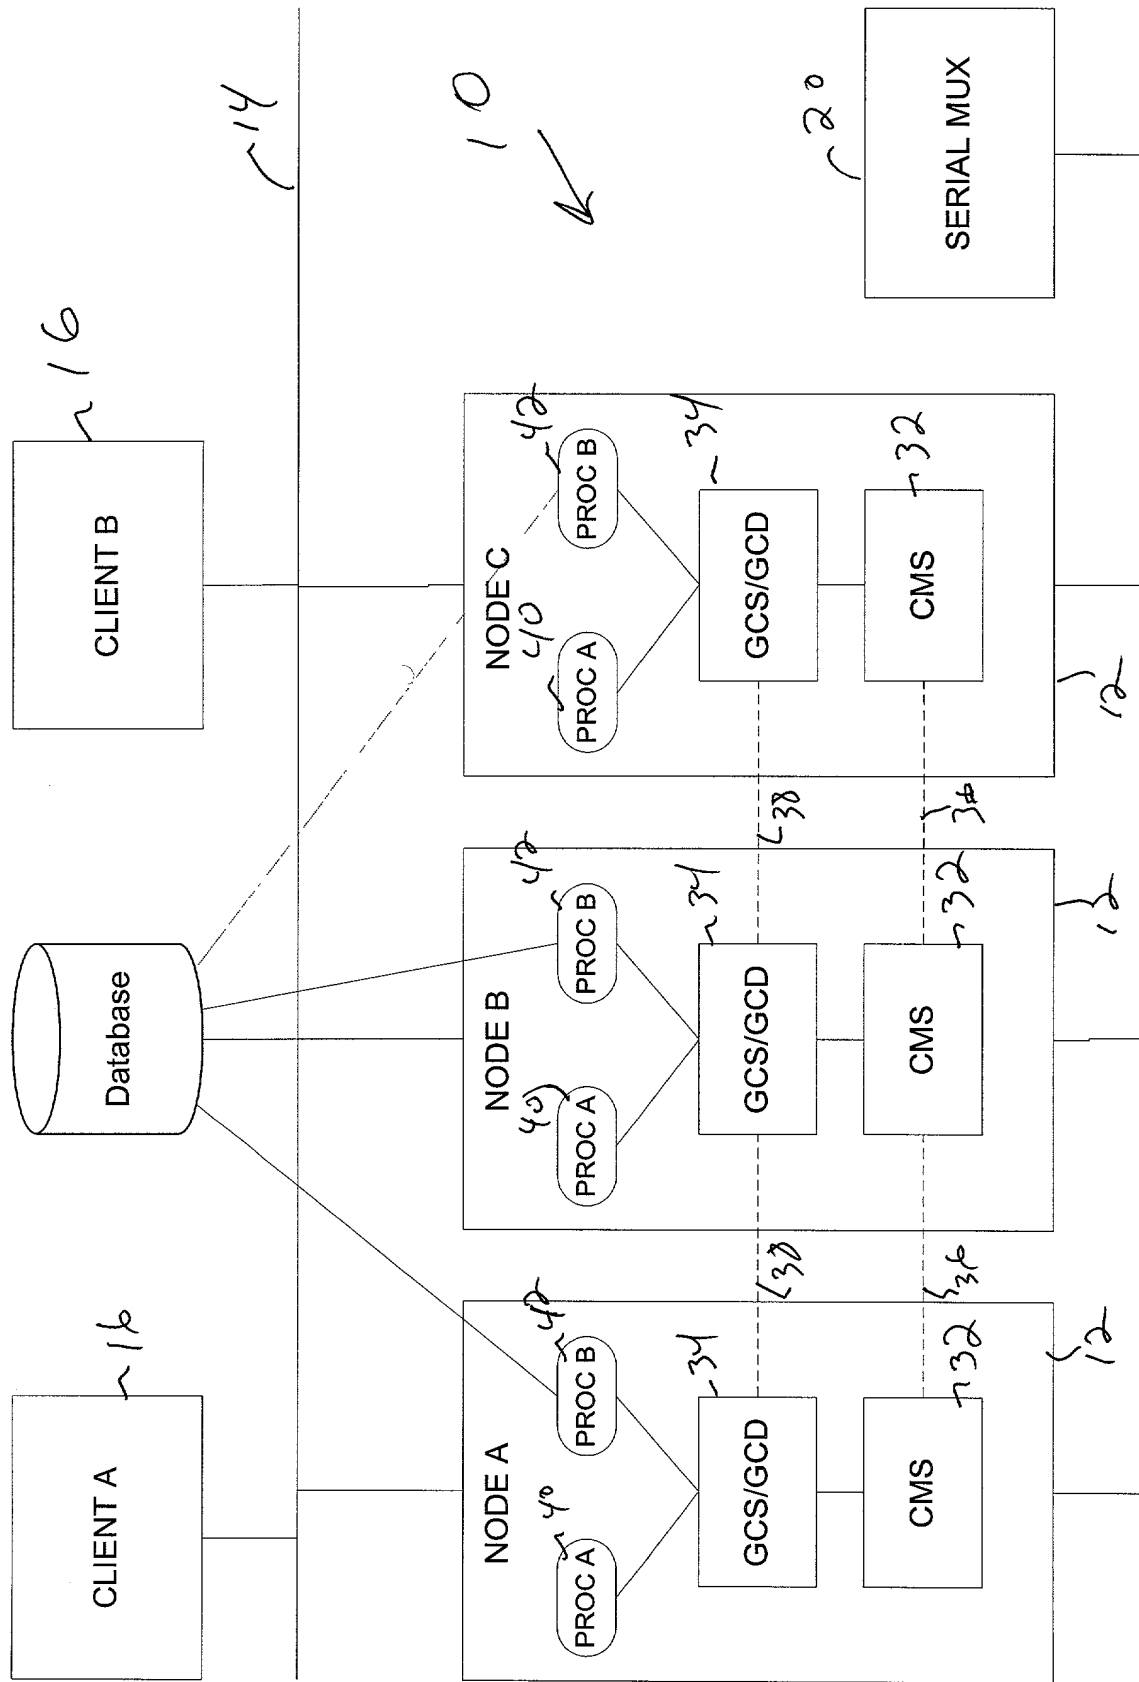 CLIENT A
16
Database
CLIENT B
16
14
10
NODE A
PROC A
40
PROC B
42
GCS/GCD
34
CMS
32
12
38
36
NODE B
PROC A
40
PROC B
42
GCS/GCD
34
CMS
32
12
38
36
NODE C
PROC A
40
PROC B
42
GCS/GCD
34
CMS
32
12
SERIAL MUX
20